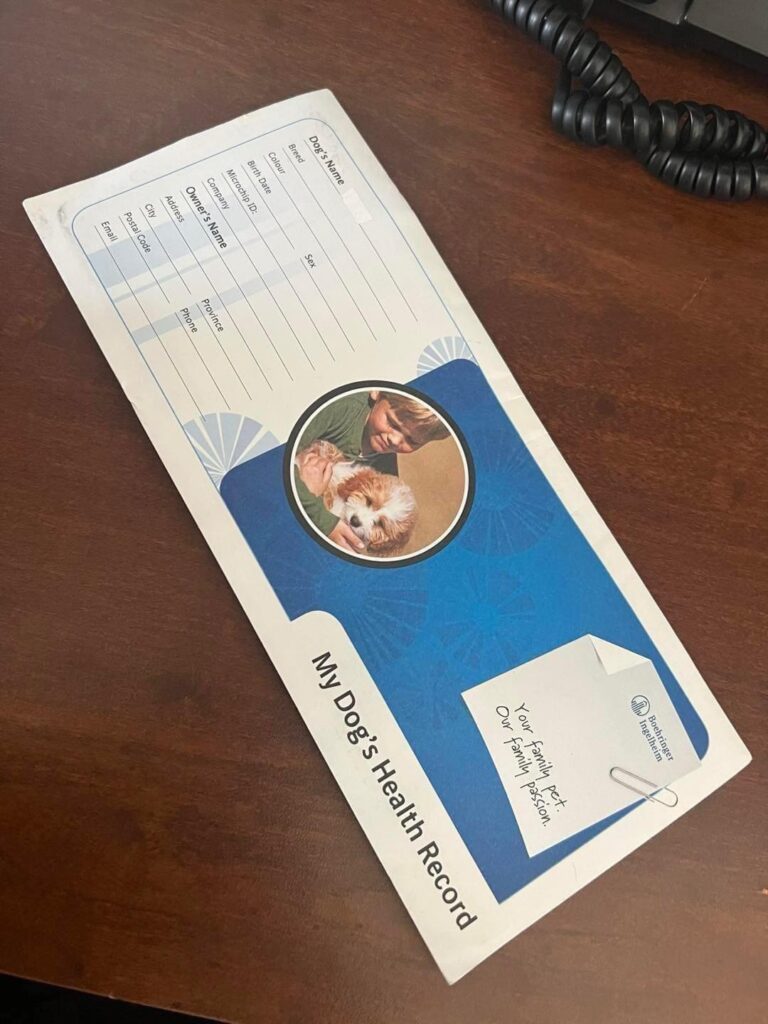 My Dog's Health Record
Boehringer
Ingelheim
Your family pet.
Our family passion.
Dog's Name
Breed
Colour Sex
Birth Date
Microchip ID:
Company
Owner's Name
Address
City Province
Postal Code Phone
Email